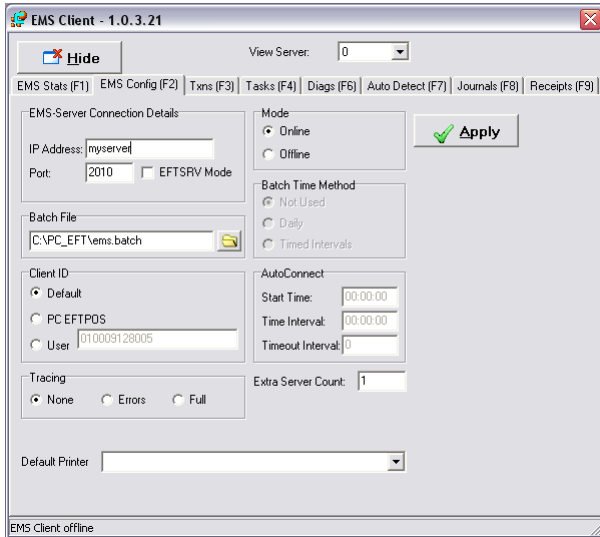 EMS Client - 1.0.3.21
Hide
View Server: 0
EMS Stats (F1) EMS Config (F2) Txns (F3) Tasks (F4) Diags (F6) Auto Detect (F7) Journals (F8) Receipts (F9)
EMS-Server Connection Details
IP Address: myserver
Port: 2010 EFTSRV Mode
Mode
Online
Offline
Apply
Batch File
C:\PC_EFT\ems.batch
Batch Time Method
Not Used
Daily
Timed Intervals
Client ID
Default
PC EFTPOS
User 010009128005
AutoConnect
Start Time: 00:00:00
Time Interval: 00:00:00
Timeout Interval: 0
Tracing
None Errors Full
Extra Server Count: 1
Default Printer
EMS Client offline